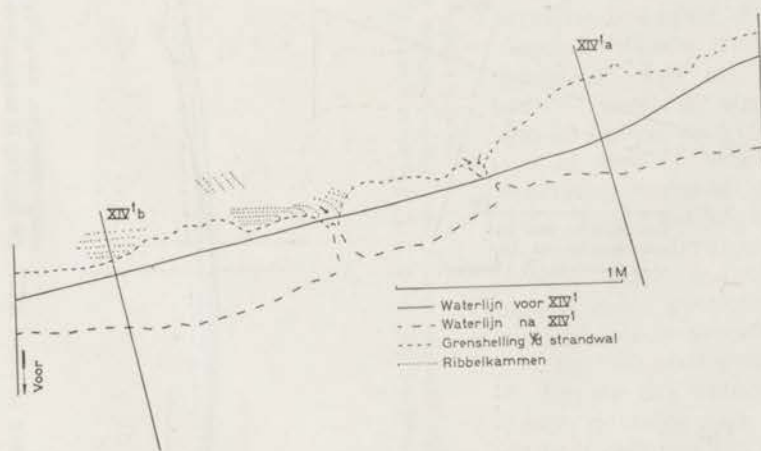 XIV¹a
XIV¹b
1M
Waterlijn voor XIV¹
Waterlijn na XIV¹
Grenshelling v/d strandwal
Ribbelkammen
Voor